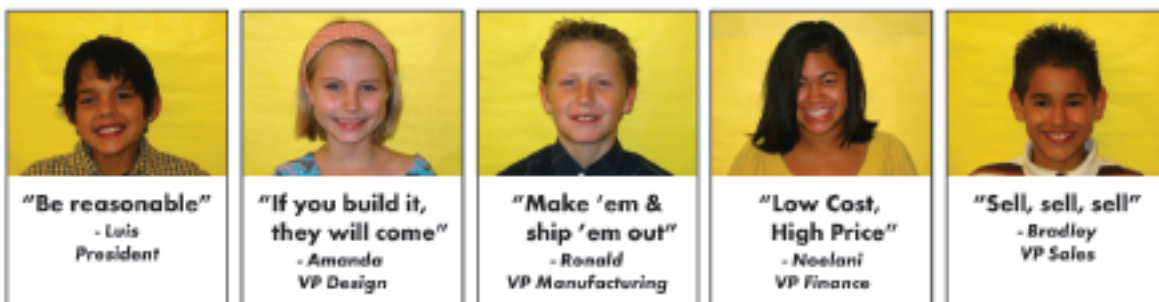 "Be reasonable"
- Luis
President
"If you build it,
they will come"
- Amanda
VP Design
"Make 'em &
ship 'em out"
- Ronald
VP Manufacturing
"Low Cost,
High Price"
- Noelani
VP Finance
"Sell, sell, sell"
- Bradley
VP Sales